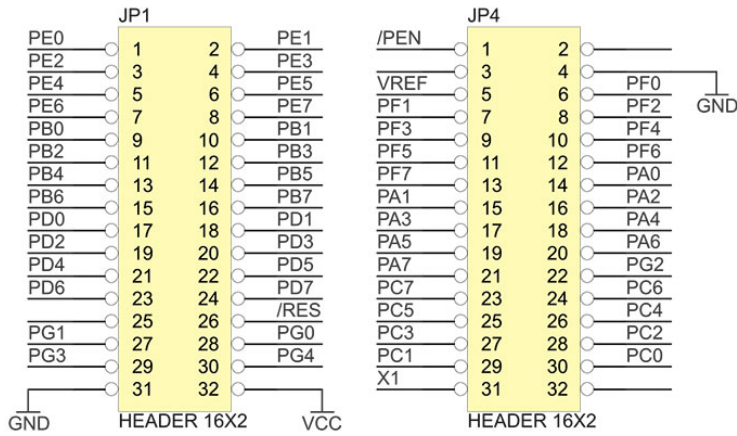 JP1
PE0 1 2 PE1
PE2 3 4 PE3
PE4 5 6 PE5
PE6 7 8 PE7
PB0 9 10 PB1
PB2 11 12 PB3
PB4 13 14 PB5
PB6 15 16 PB7
PD0 17 18 PD1
PD2 19 20 PD3
PD4 21 22 PD5
PD6 23 24 PD7
25 26 /RES
PG1 27 28 PG0
PG3 29 30 PG4
31 32
GND HEADER 16X2 VCC
JP4
/PEN 1 2
3 4
VREF 5 6 PF0 GND
PF1 7 8 PF2
PF3 9 10 PF4
PF5 11 12 PF6
PF7 13 14 PA0
PA1 15 16 PA2
PA3 17 18 PA4
PA5 19 20 PA6
PA7 21 22 PG2
PC7 23 24 PC6
PC5 25 26 PC4
PC3 27 28 PC2
PC1 29 30 PC0
X1 31 32
HEADER 16X2